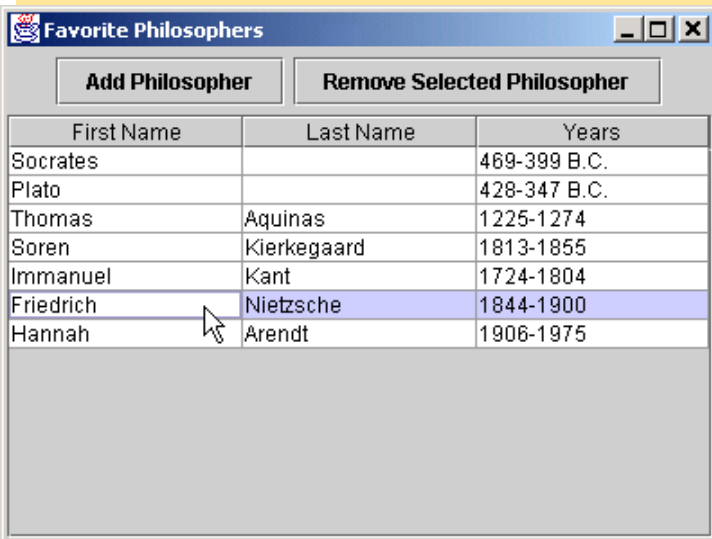 Favorite Philosophers
Add Philosopher Remove Selected Philosopher
First Name Last Name Years
Socrates 469-399 B.C.
Plato 428-347 B.C.
Thomas Aquinas 1225-1274
Soren Kierkegaard 1813-1855
Immanuel Kant 1724-1804
Friedrich Nietzsche 1844-1900
Hannah Arendt 1906-1975